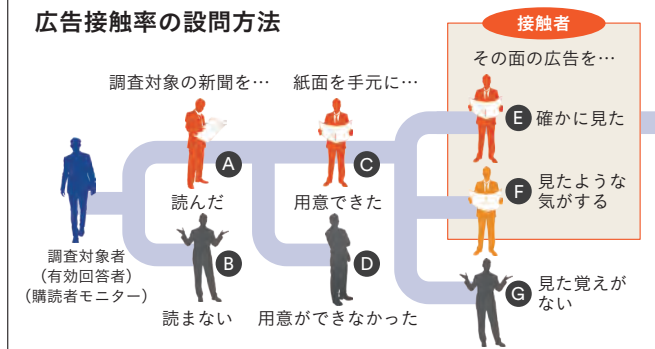 広告接触率の設問方法
接触者
調査対象の新聞を…
紙面を手元に…
その面の広告を…
A
読んだ
C
用意できた
E 確かに見た
F 見たような
気がする
調査対象者
(有効回答者)
(購読者モニター)
B
読まない
D
用意ができなかった
G 見た覚えが
ない